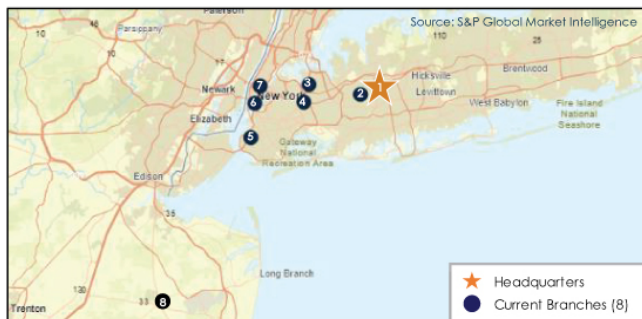 Paterson
Source: S&P Global Market Intelligence
10
Parsippany
110
25
Newark
7
3
1
Hicksville
Brentwood
2
Levittown
New York
6
4
West Babylon
Fire Island
National
Seashore
Elizabeth
5
Gateway
National
Recreation Area
Edison
35
Long Branch
130
Headquarters
33
8
Trenton
Current Branches (8)